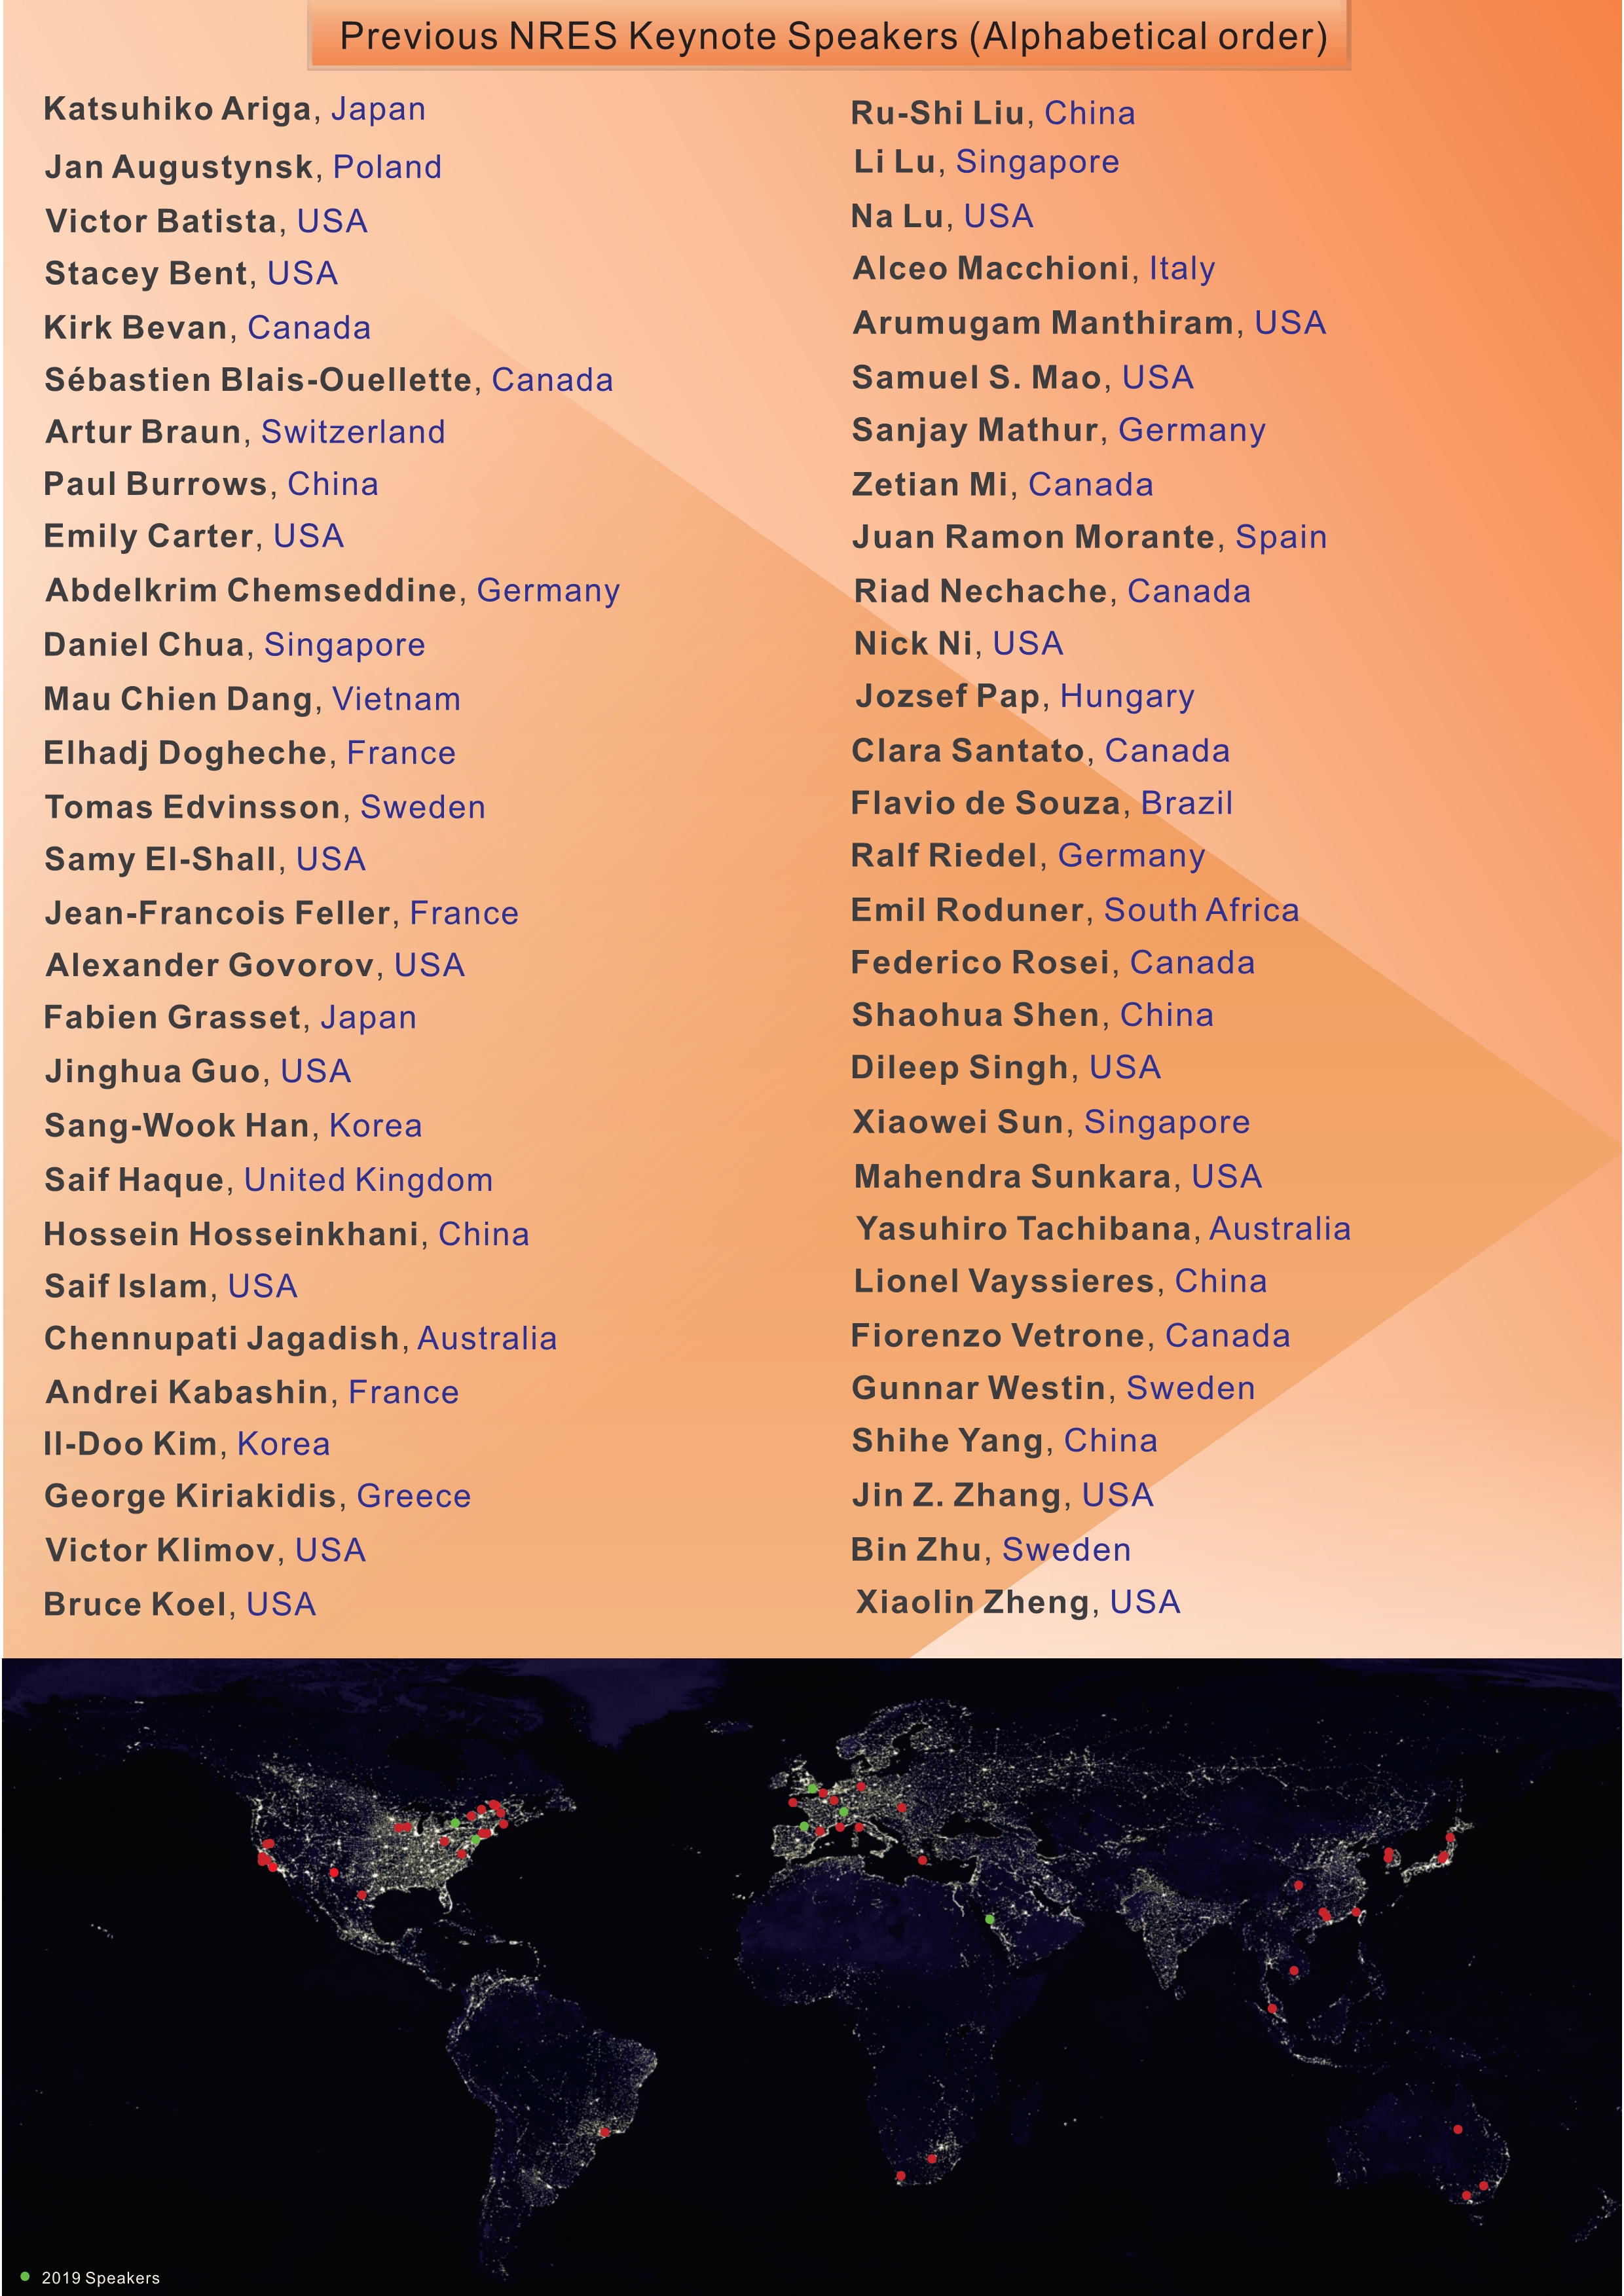 Previous NRES Keynote Speakers (Alphabetical order)
Katsuhiko Ariga, Japan
Jan Augustynsk, Poland
Victor Batista, USA
Stacey Bent, USA
Kirk Bevan, Canada
Sébastien Blais-Ouellette, Canada
Artur Braun, Switzerland
Paul Burrows, China
Emily Carter, USA
Abdelkrim Chemseddine, Germany
Daniel Chua, Singapore
Mau Chien Dang, Vietnam
Elhadj Dogheche, France
Tomas Edvinsson, Sweden
Samy El-Shall, USA
Jean-Francois Feller, France
Alexander Govorov, USA
Fabien Grasset, Japan
Jinghua Guo, USA
Sang-Wook Han, Korea
Saif Haque, United Kingdom
Hossein Hosseinkhani, China
Saif Islam, USA
Chennupati Jagadish, Australia
Andrei Kabashin, France
Il-Doo Kim, Korea
George Kiriakidis, Greece
Victor Klimov, USA
Bruce Koel, USA
Ru-Shi Liu, China
Li Lu, Singapore
Na Lu, USA
Alceo Macchioni, Italy
Arumugam Manthiram, USA
Samuel S. Mao, USA
Sanjay Mathur, Germany
Zetian Mi, Canada
Juan Ramon Morante, Spain
Riad Nechache, Canada
Nick Ni, USA
Jozsef Pap, Hungary
Clara Santato, Canada
Flavio de Souza, Brazil
Ralf Riedel, Germany
Emil Roduner, South Africa
Federico Rosei, Canada
Shaohua Shen, China
Dileep Singh, USA
Xiaowei Sun, Singapore
Mahendra Sunkara, USA
Yasuhiro Tachibana, Australia
Lionel Vayssieres, China
Fiorenzo Vetrone, Canada
Gunnar Westin, Sweden
Shihe Yang, China
Jin Z. Zhang, USA
Bin Zhu, Sweden
Xiaolin Zheng, USA
2019 Speakers